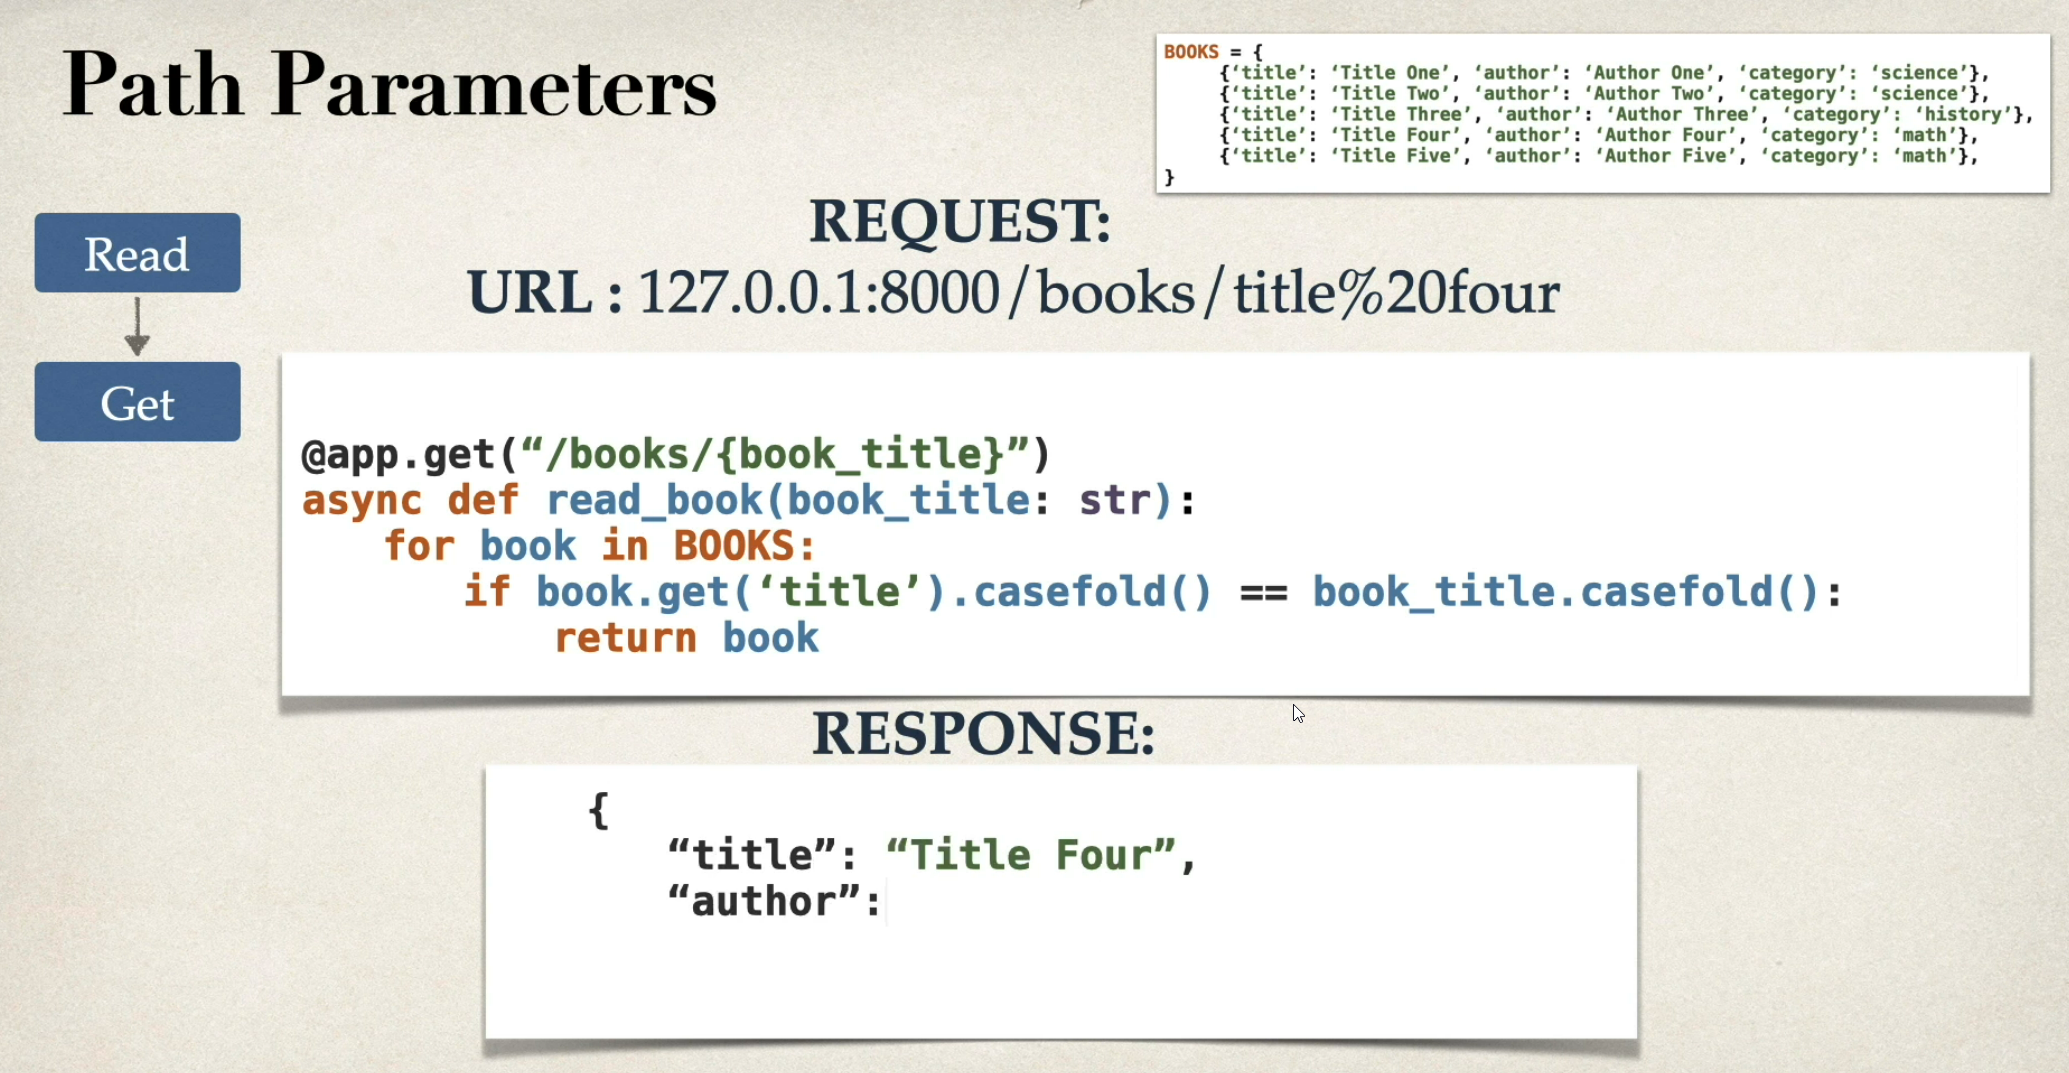 Path Parameters
BOOKS = {
{‘title’: ‘Title One’, ‘author’: ‘Author One’, ‘category’: ‘science’},
{‘title’: ‘Title Two’, ‘author’: ‘Author Two’, ‘category’: ‘science’},
{‘title’: ‘Title Three’, ‘author’: ‘Author Three’, ‘category’: ‘history’},
{‘title’: ‘Title Four’, ‘author’: ‘Author Four’, ‘category’: ‘math’},
{‘title’: ‘Title Five’, ‘author’: ‘Author Five’, ‘category’: ‘math’},
}
Read
Get
REQUEST:
URL : 127.0.0.1:8000/books/title%20four
@app.get(“/books/{book_title}”)
async def read_book(book_title: str):
for book in BOOKS:
if book.get(‘title’).casefold() == book_title.casefold():
return book
RESPONSE:
{
“title”: “Title Four”,
“author”: